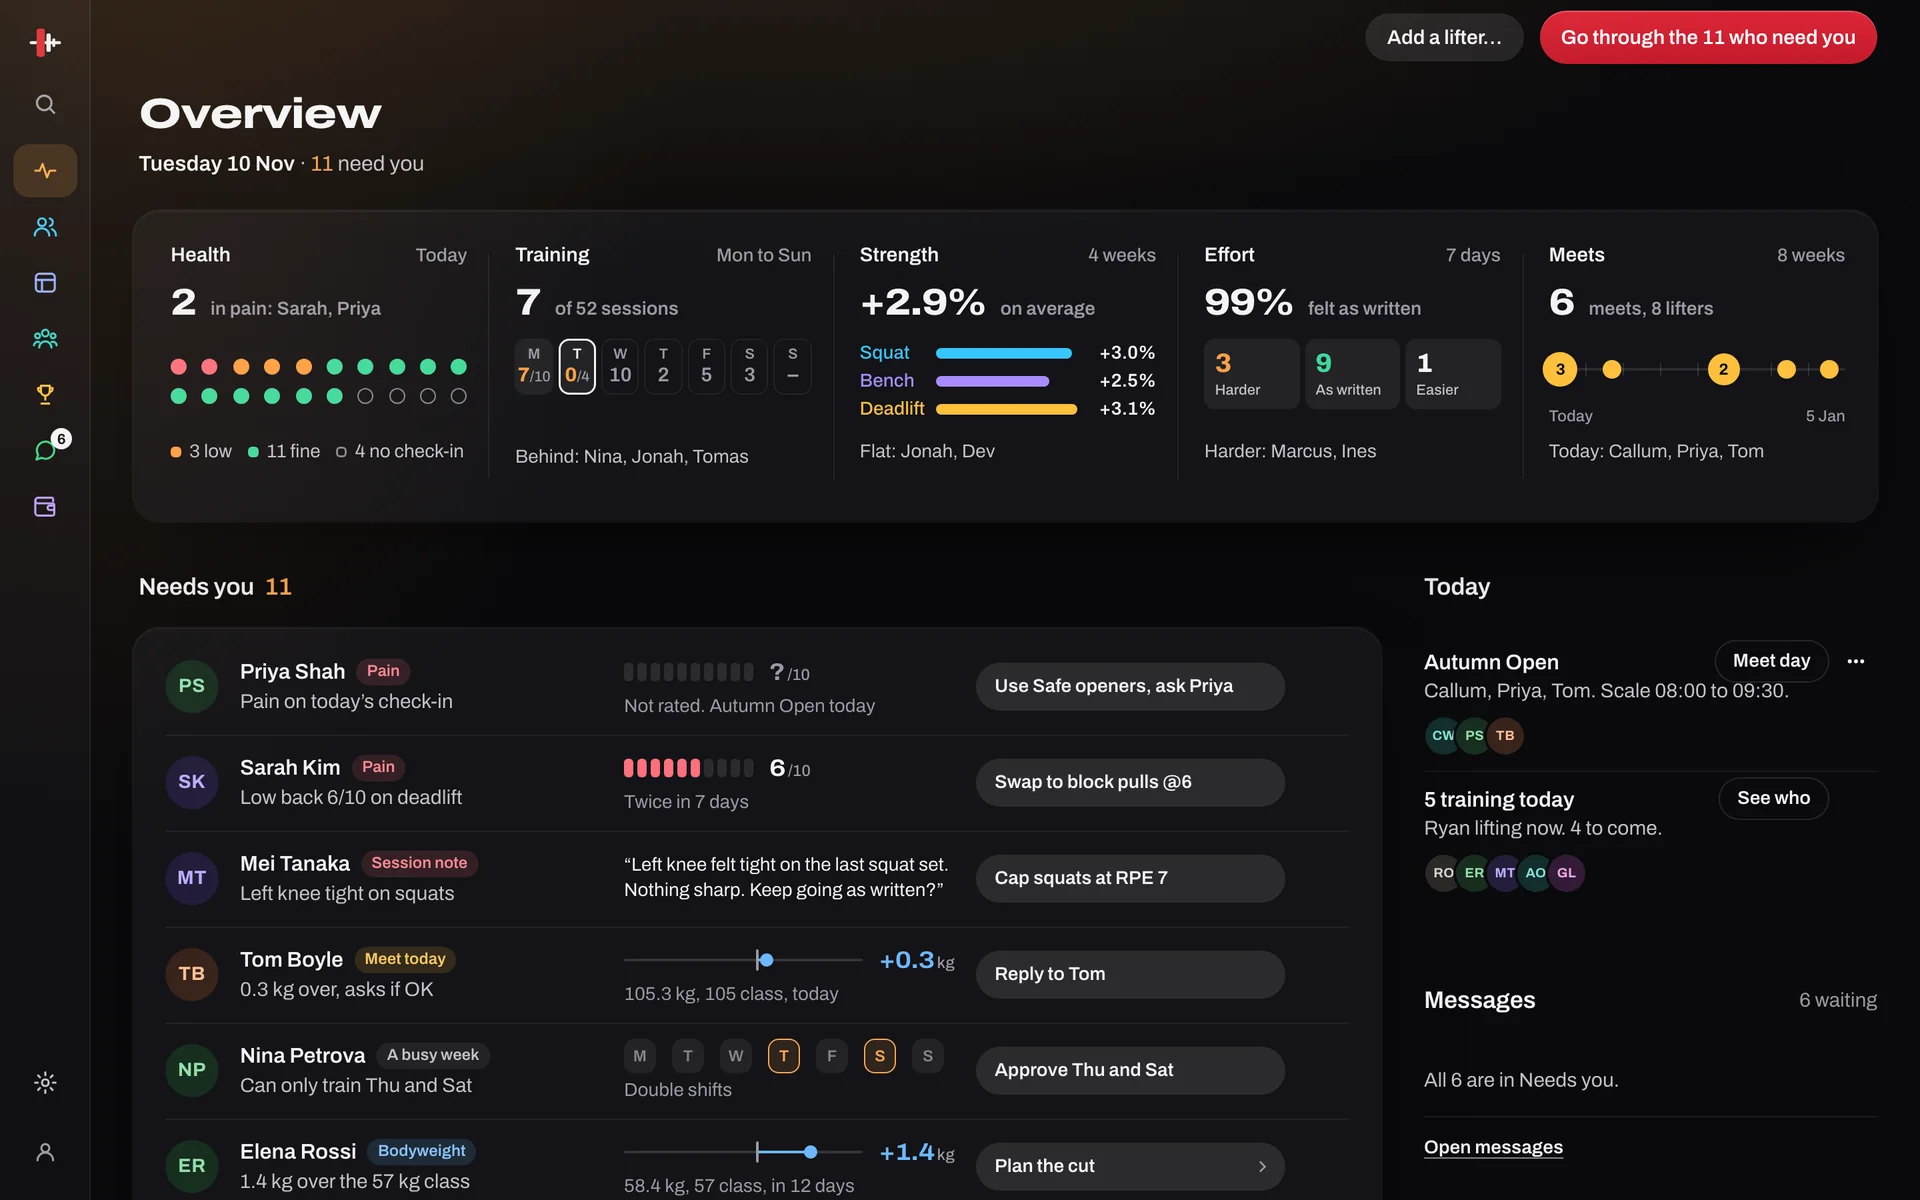 Add a lifter...
Go through the 11 who need you
Overview
Tuesday 10 Nov · 11 need you
6
Health Today
2 in pain: Sarah, Priya
3 low 11 fine 4 no check-in
Training Mon to Sun
7 of 52 sessions
M T W T F S S
7/10 0/4 10 2 5 3 –
Behind: Nina, Jonah, Tomas
Strength 4 weeks
+2.9% on average
Squat +3.0%
Bench +2.5%
Deadlift +3.1%
Flat: Jonah, Dev
Effort 7 days
99% felt as written
3 9 1
Harder As written Easier
Harder: Marcus, Ines
Meets 8 weeks
6 meets, 8 lifters
3 2
Today 5 Jan
Today: Callum, Priya, Tom
Needs you 11
PS Priya Shah Pain
Pain on today’s check-in
?/10
Not rated. Autumn Open today
Use Safe openers, ask Priya
SK Sarah Kim Pain
Low back 6/10 on deadlift
6/10
Twice in 7 days
Swap to block pulls @6
MT Mei Tanaka Session note
Left knee tight on squats
“Left knee felt tight on the last squat set.
Nothing sharp. Keep going as written?”
Cap squats at RPE 7
TB Tom Boyle Meet today
0.3 kg over, asks if OK
+0.3 kg
105.3 kg, 105 class, today
Reply to Tom
NP Nina Petrova A busy week
Can only train Thu and Sat
M T W T F S S
Double shifts
Approve Thu and Sat
ER Elena Rossi Bodyweight
1.4 kg over the 57 kg class
+1.4 kg
58.4 kg, 57 class, in 12 days
Plan the cut
Today
Autumn Open Meet day
Callum, Priya, Tom. Scale 08:00 to 09:30.
CW PS TB
5 training today See who
Ryan lifting now. 4 to come.
RO ER MT AO GL
Messages 6 waiting
All 6 are in Needs you.
Open messages